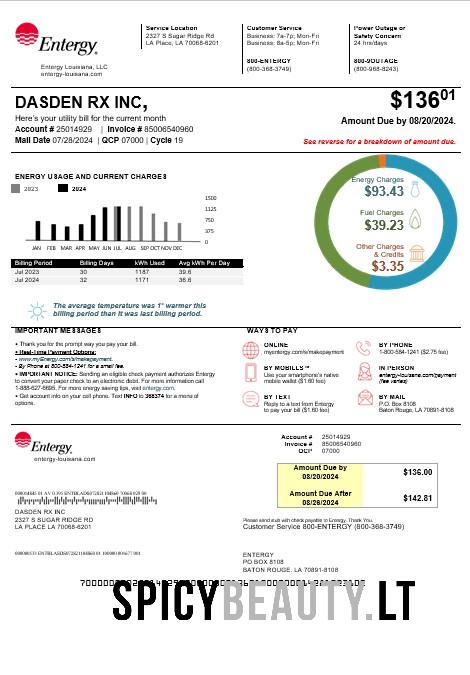 Entergy
Entergy Louisiana, LLC
entergy-louisiana.com
Service Location
2327 S Sugar Ridge Rd
LA Place, LA 70068-6201
Customer Service
Business: 7a-7p; Mon-Fri
Business: 8a-5p; Mon-Fri
800-ENTERGY
(800-368-3749)
Power Outage or
Safety Concern
24 hrs/day
800-9OUTAGE
(800-968-8243)
DASDEN RX INC,
Here's your utility bill for the current month
Account # 25014929 | Invoice # 85006540960
Mail Date 07/28/2024 | QCP 07000 | Cycle 19
$136 01
Amount Due by 08/20/2024.
See reverse for a breakdown of amount due.
ENERGY USAGE AND CURRENT CHARGES
2023 2024
1500
1125
750
375
0
JAN FEB MAR APR MAY JUN JUL AUG SEP OCT NOV DEC
Billing Period Billing Days kWh Used Avg kWh Per Day
Jul 2023 30 1187 39.6
Jul 2024 32 1171 36.6
Energy Charges
$93.43
Fuel Charges
$39.23
Other Charges
& Credits
$3.35
The average temperature was 1° warmer this
billing period then it was last billing period.
IMPORTANT MESSAGES
• Thank you for the prompt way you pay your bill.
• Real-Time Payment Options:
- www.myEntergy.com/makepayment.
- By Phone at 800-584-1241 for a small fee.
• IMPORTANT NOTICE: Sending an eligible check payment authorizes Entergy
to convert your paper check to an electronic debit. For more information call
1-888-627-8695. For more energy saving tips, visit entergy.com.
• Get account info on your cell phone. Text INFO to 368374 for a menu of
options.
WAYS TO PAY
ONLINE
myentergy.com/s/makepayment
BY MOBILE
Use your smartphone's native
mobile wallet ($1.60 fee)
BY TEXT
Reply to a text from Entergy
to pay your bill ($1.60 fee)
BY PHONE
1-800-584-1241 ($2.75 fee)
IN PERSON
entergy-louisiana.com/payment
(fee varies)
BY MAIL
P.O. Box 8108
Baton Rouge, LA 70891-8108
Entergy
entergy-louisiana.com
Account # 25014929
Invoice # 85006540960
QCP 07000
Amount Due by
08/20/2024
$136.00
Amount Due After
08/26/2024
$142.81
DASDEN RX INC
2327 S SUGAR RIDGE RD
LA PLACE LA 70068-6201
Please send stub with check payable to Entergy. Thank You.
Customer Service 800-ENTERGY (800-368-3749)
ENTERGY
PO BOX 8108
BATON ROUGE, LA 70891-8108
SPICYBEAUTY.LT